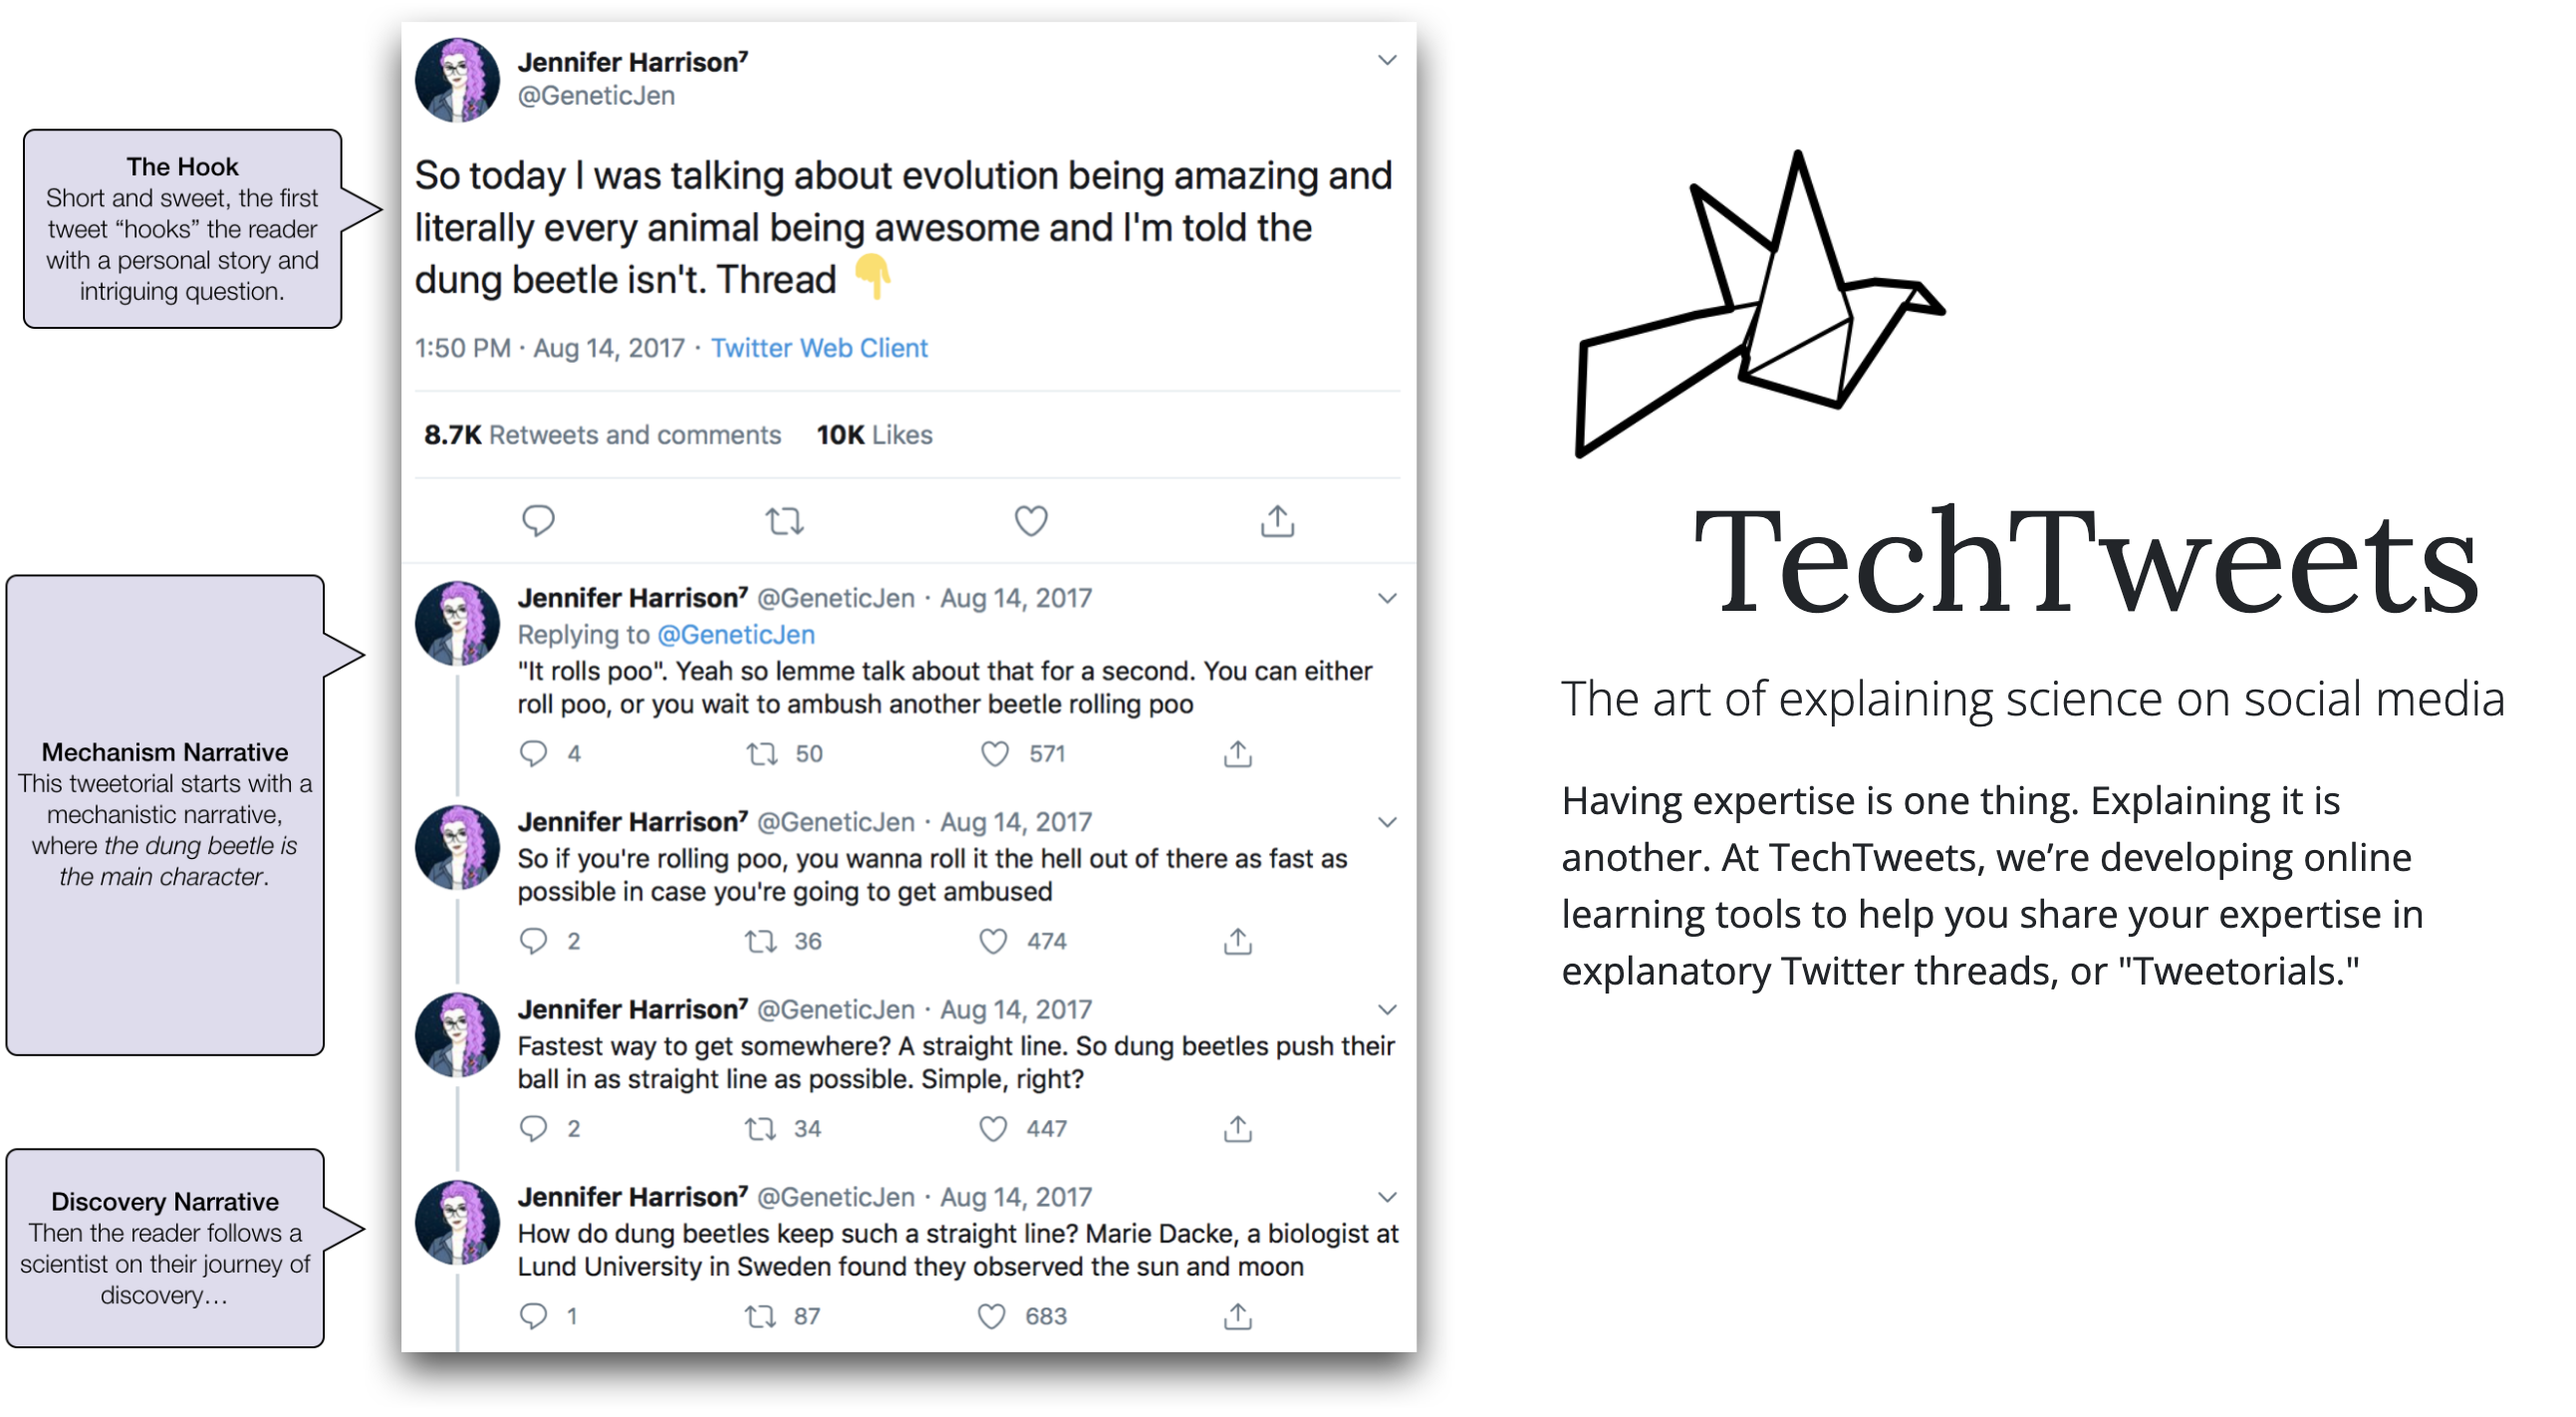 The Hook
Short and sweet, the first
tweet “hooks” the reader
with a personal story and
intriguing question.
Mechanism Narrative
This tweetorial starts with a
mechanistic narrative,
where the dung beetle is
the main character.
Discovery Narrative
Then the reader follows a
scientist on their journey of
discovery…
Jennifer Harrison⁷
@GeneticJen
So today I was talking about evolution being amazing and
literally every animal being awesome and I'm told the
dung beetle isn't. Thread 👇
1:50 PM · Aug 14, 2017 · Twitter Web Client
8.7K Retweets and comments 10K Likes
Jennifer Harrison⁷ @GeneticJen · Aug 14, 2017
Replying to @GeneticJen
"It rolls poo". Yeah so lemme talk about that for a second. You can either
roll poo, or you wait to ambush another beetle rolling poo
4 50 571
Jennifer Harrison⁷ @GeneticJen · Aug 14, 2017
So if you're rolling poo, you wanna roll it the hell out of there as fast as
possible in case you're going to get ambused
2 36 474
Jennifer Harrison⁷ @GeneticJen · Aug 14, 2017
Fastest way to get somewhere? A straight line. So dung beetles push their
ball in as straight line as possible. Simple, right?
2 34 447
Jennifer Harrison⁷ @GeneticJen · Aug 14, 2017
How do dung beetles keep such a straight line? Marie Dacke, a biologist at
Lund University in Sweden found they observed the sun and moon
1 87 683
TechTweets
The art of explaining science on social media
Having expertise is one thing. Explaining it is
another. At TechTweets, we’re developing online
learning tools to help you share your expertise in
explanatory Twitter threads, or "Tweetorials."